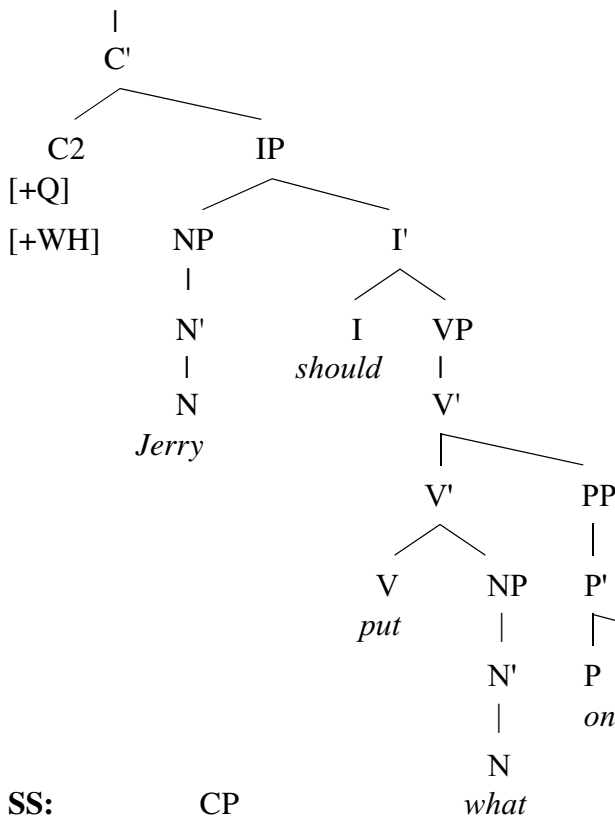 C'
C2 IP
[+Q]
[+WH] NP I'
N' I VP
should
N V'
Jerry
V' PP
V NP P'
put
N' P
on
N
SS: CP what